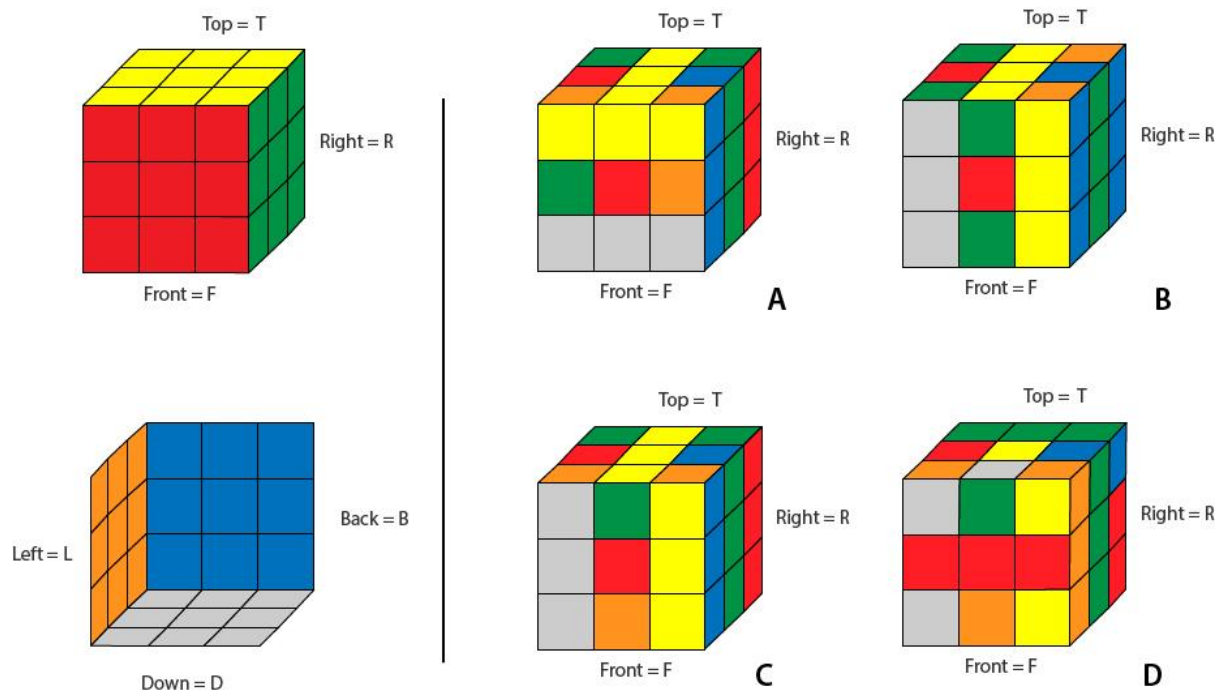 Top = T
Right = R
Front = F
Left = L
Back = B
Down = D
Top = T
Right = R
Front = F
A
Top = T
Right = R
Front = F
B
Top = T
Right = R
Front = F
C
Top = T
Right = R
Front = F
D